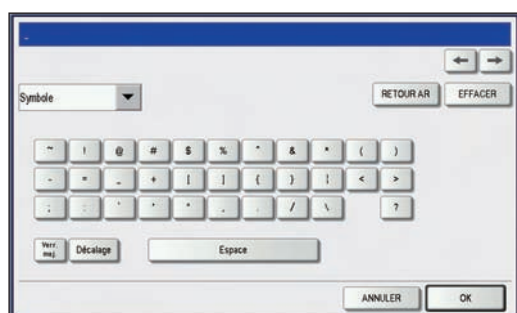 _
← →
Symbole RETOUR AR EFFACER
~ ! @ # $ % ^ & * ( )
- = _ + [ ] { } | < >
; : ` ' " , . / \ ?
Verr. maj. Décalage Espace
ANNULER OK